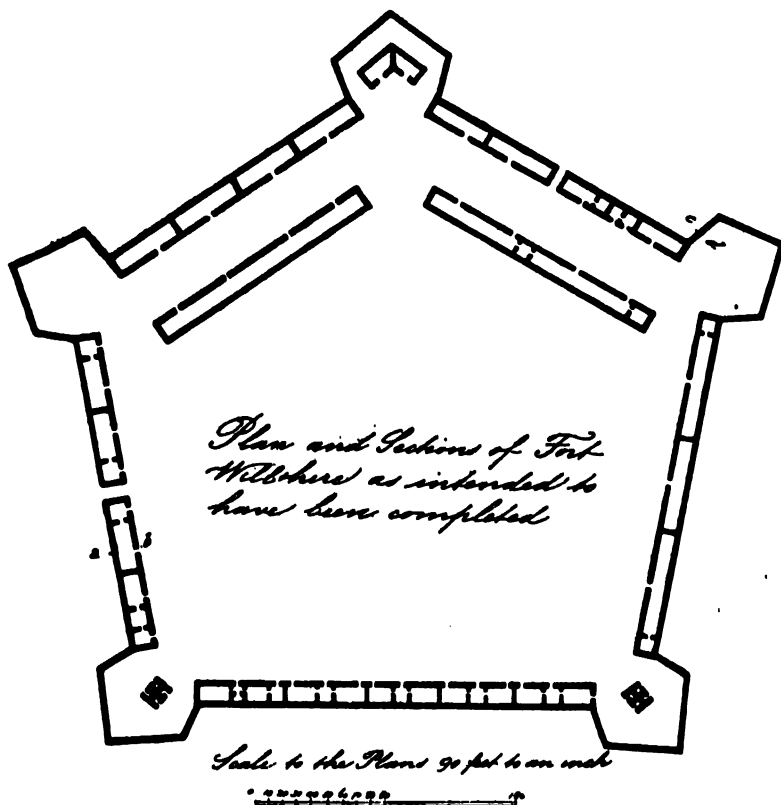 Plan and Sections of Fort
Willshere as intended to
have been completed
a b
c d
Scale to the Plans 90 feet to an inch